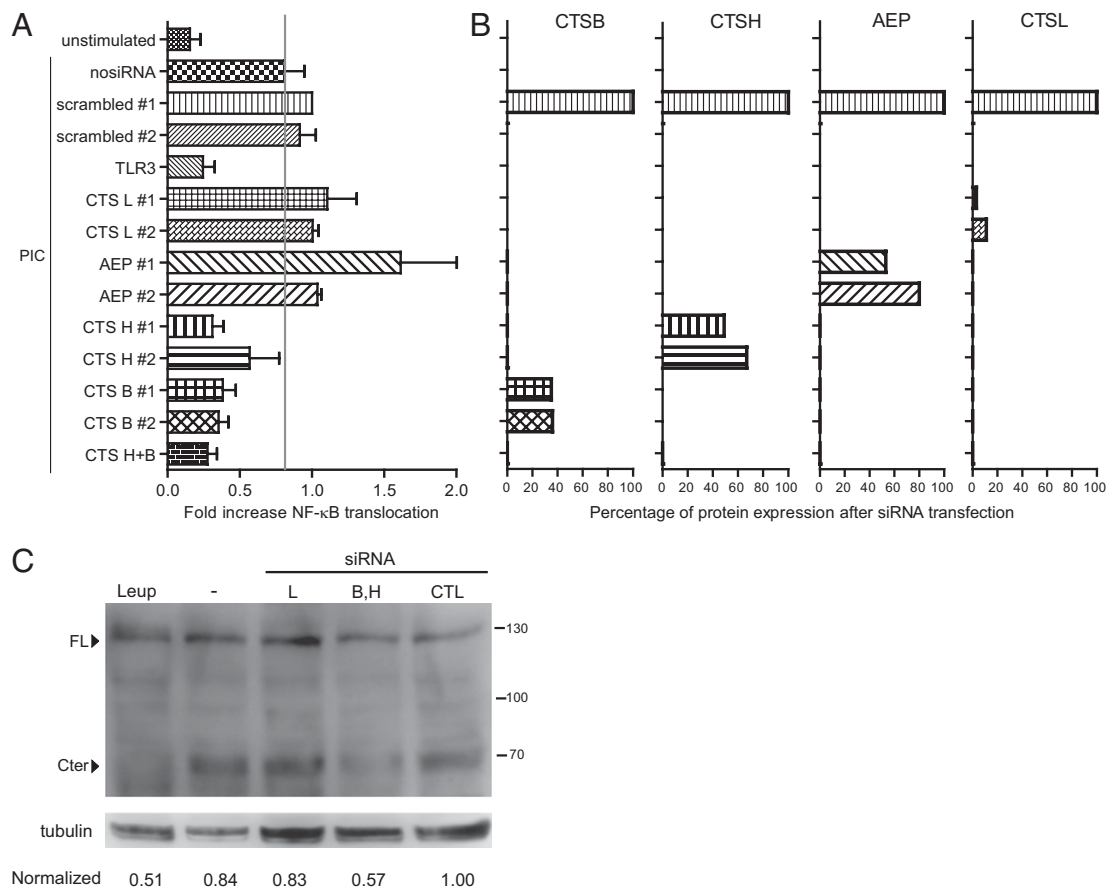 A
unstimulated
nosiRNA
scrambled #1
scrambled #2
TLR3
CTS L #1
CTS L #2
AEP #1
AEP #2
CTS H #1
CTS H #2
CTS B #1
CTS B #2
CTS H+B
PIC
0.0 0.5 1.0 1.5 2.0
Fold increase NF-κB translocation
B
CTSB CTSH AEP CTSL
0 20 40 60 80 100 0 20 40 60 80 100 0 20 40 60 80 100 0 20 40 60 80 100
Percentage of protein expression after siRNA transfection
C
siRNA
Leup - L B,H CTL
FL
130
100
70
Cter
tubulin
Normalized 0.51 0.84 0.83 0.57 1.00